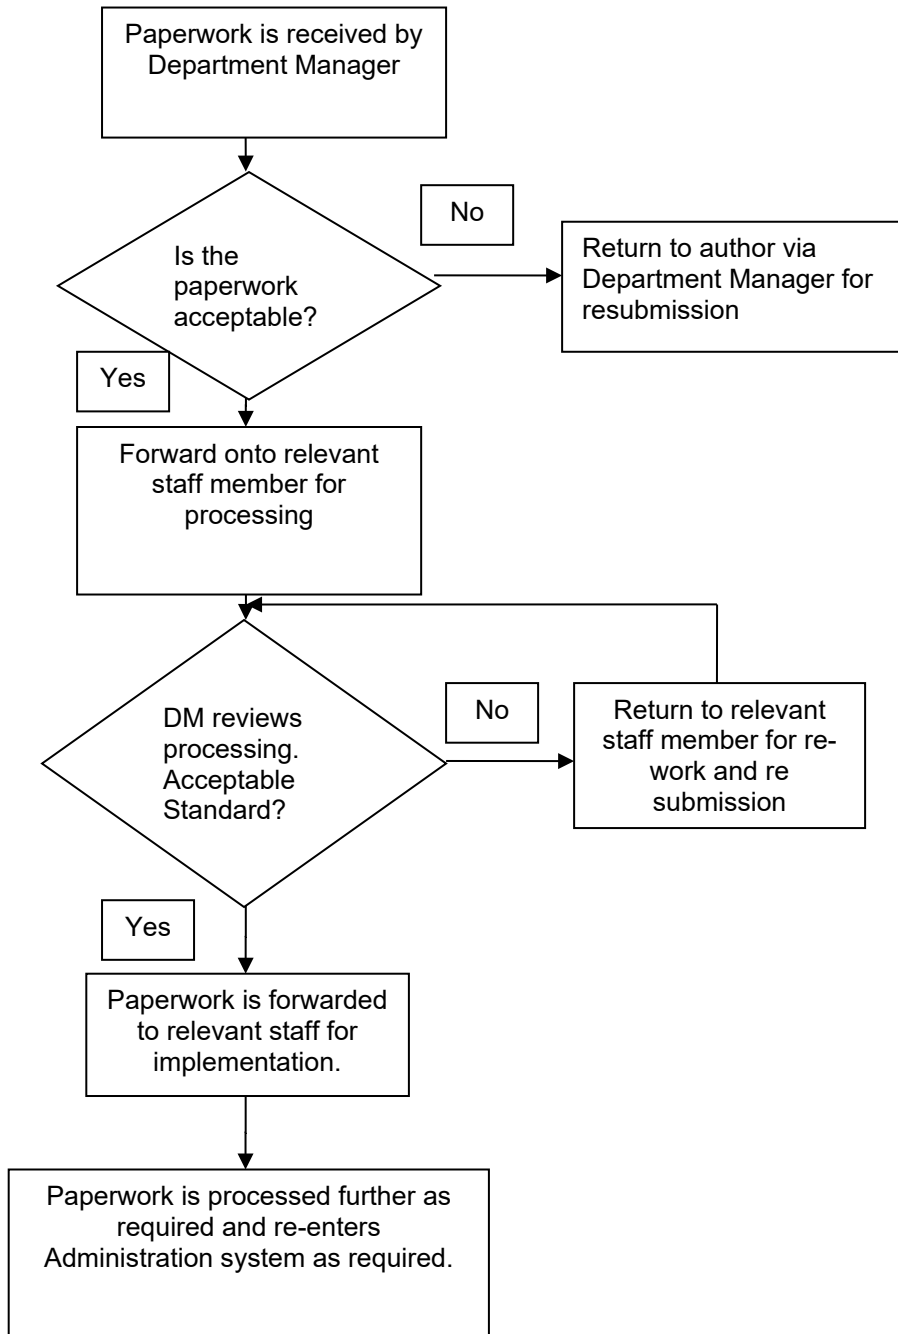 Paperwork is received by
Department Manager
No
Is the
paperwork
acceptable?
Return to author via
Department Manager for
resubmission
Yes
Forward onto relevant
staff member for
processing
DM reviews
processing.
Acceptable
Standard?
No
Return to relevant
staff member for re-
work and re
submission
Yes
Paperwork is forwarded
to relevant staff for
implementation.
Paperwork is processed further as
required and re-enters
Administration system as required.